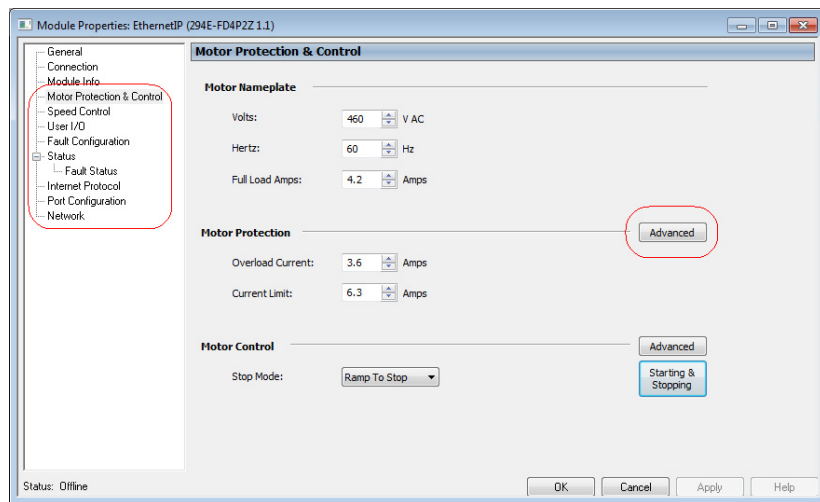 Module Properties: EthernetIP (294E-FD4P2Z 1.1)
General
Connection
Module Info
Motor Protection & Control
Speed Control
User I/O
Fault Configuration
Status
Fault Status
Internet Protocol
Port Configuration
Network
Motor Protection & Control
Motor Nameplate
Volts: 460 V AC
Hertz: 60 Hz
Full Load Amps: 4.2 Amps
Motor Protection Advanced
Overload Current: 3.6 Amps
Current Limit: 6.3 Amps
Motor Control Advanced
Stop Mode: Ramp To Stop
Starting &
Stopping
Status: Offline
OK Cancel Apply Help